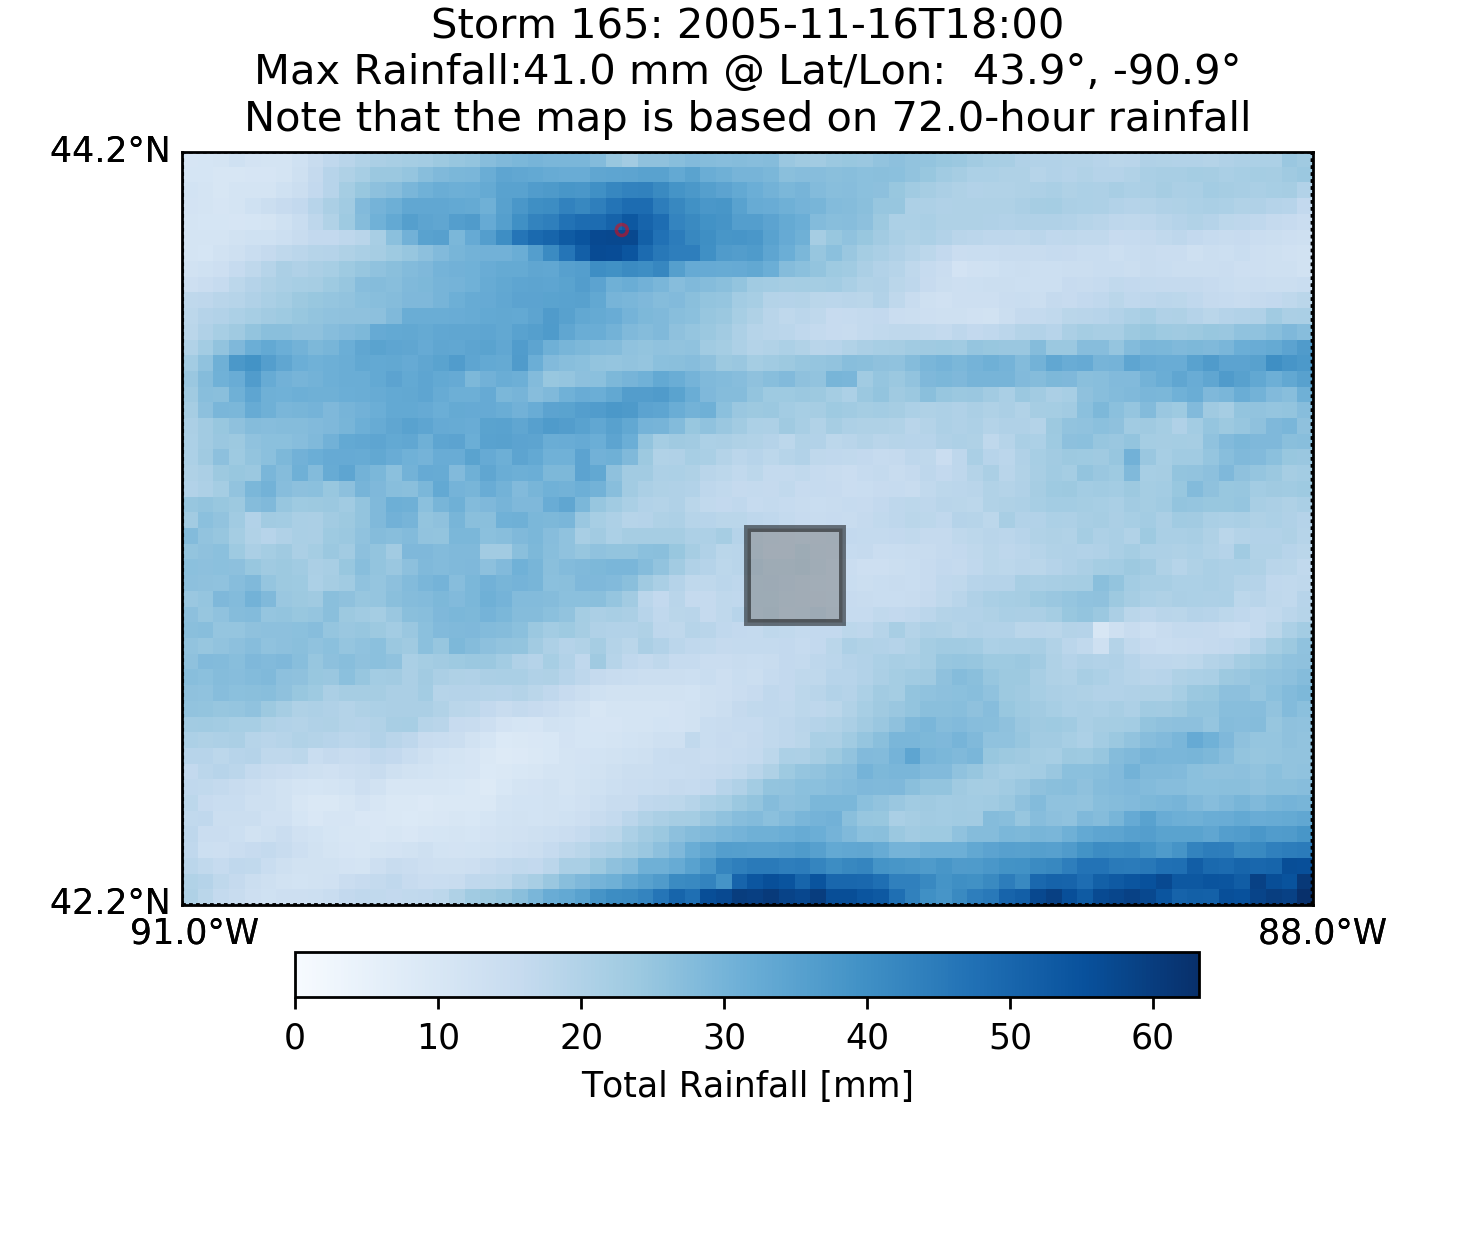 Storm 165: 2005-11-16T18:00
Max Rainfall:41.0 mm @ Lat/Lon:  43.9°, -90.9°
Note that the map is based on 72.0-hour rainfall
44.2°N
42.2°N
91.0°W 88.0°W
0 10 20 30 40 50 60
Total Rainfall [mm]